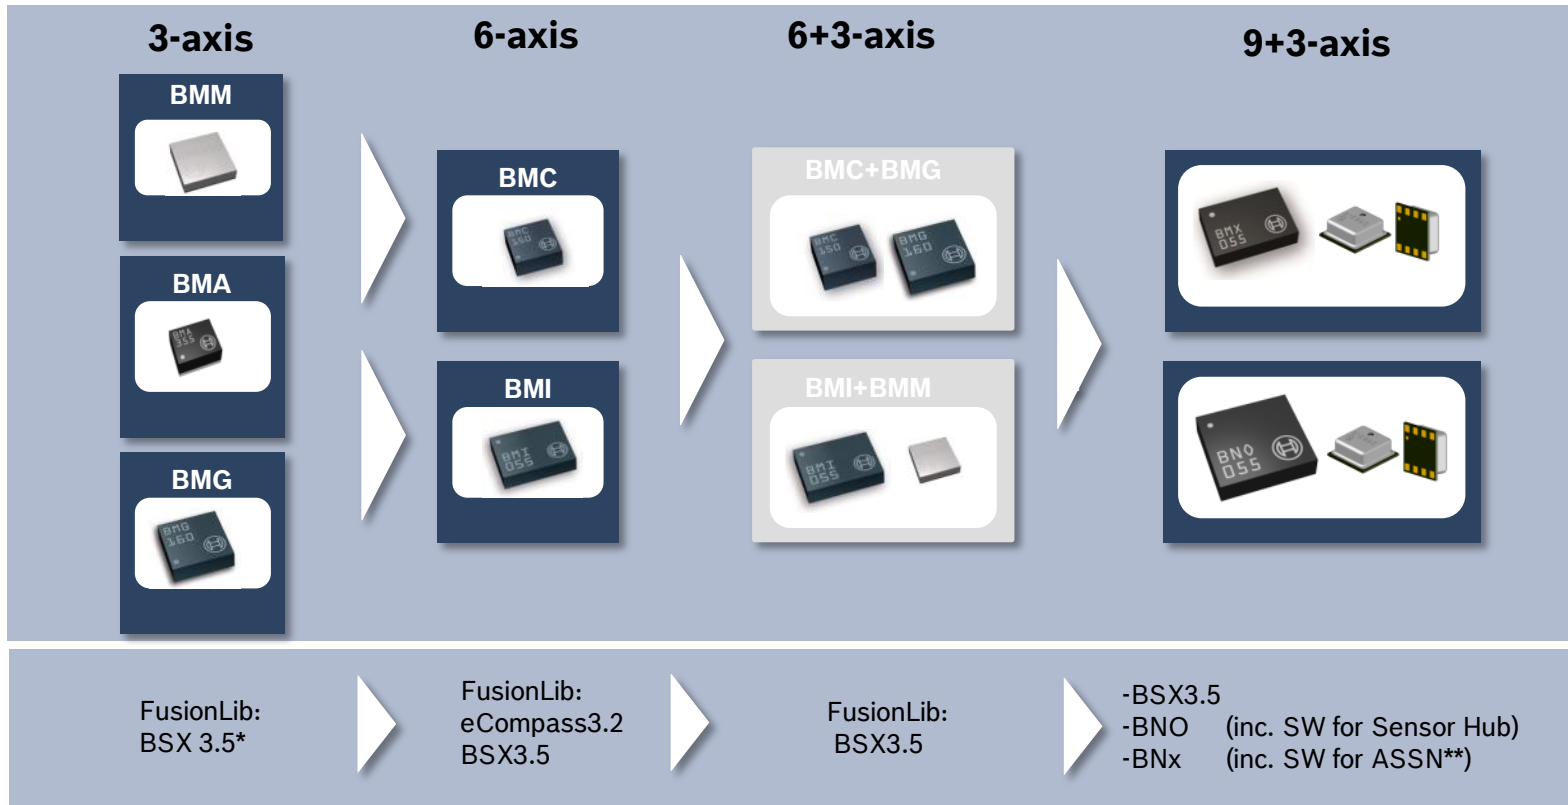 3-axis
6-axis
6+3-axis
9+3-axis
BMM
BMA
BMA
355
BMG
BMG
160
BMC
BMC
150
BMI
BMI
055
BMC+BMG
BMC
150
BMG
160
BMI+BMM
BMI
055
BMX
055
BNO
055
FusionLib:
BSX 3.5*
FusionLib:
eCompass3.2
BSX3.5
FusionLib:
BSX3.5
-BSX3.5
-BNO (inc. SW for Sensor Hub)
-BNx (inc. SW for ASSN**)